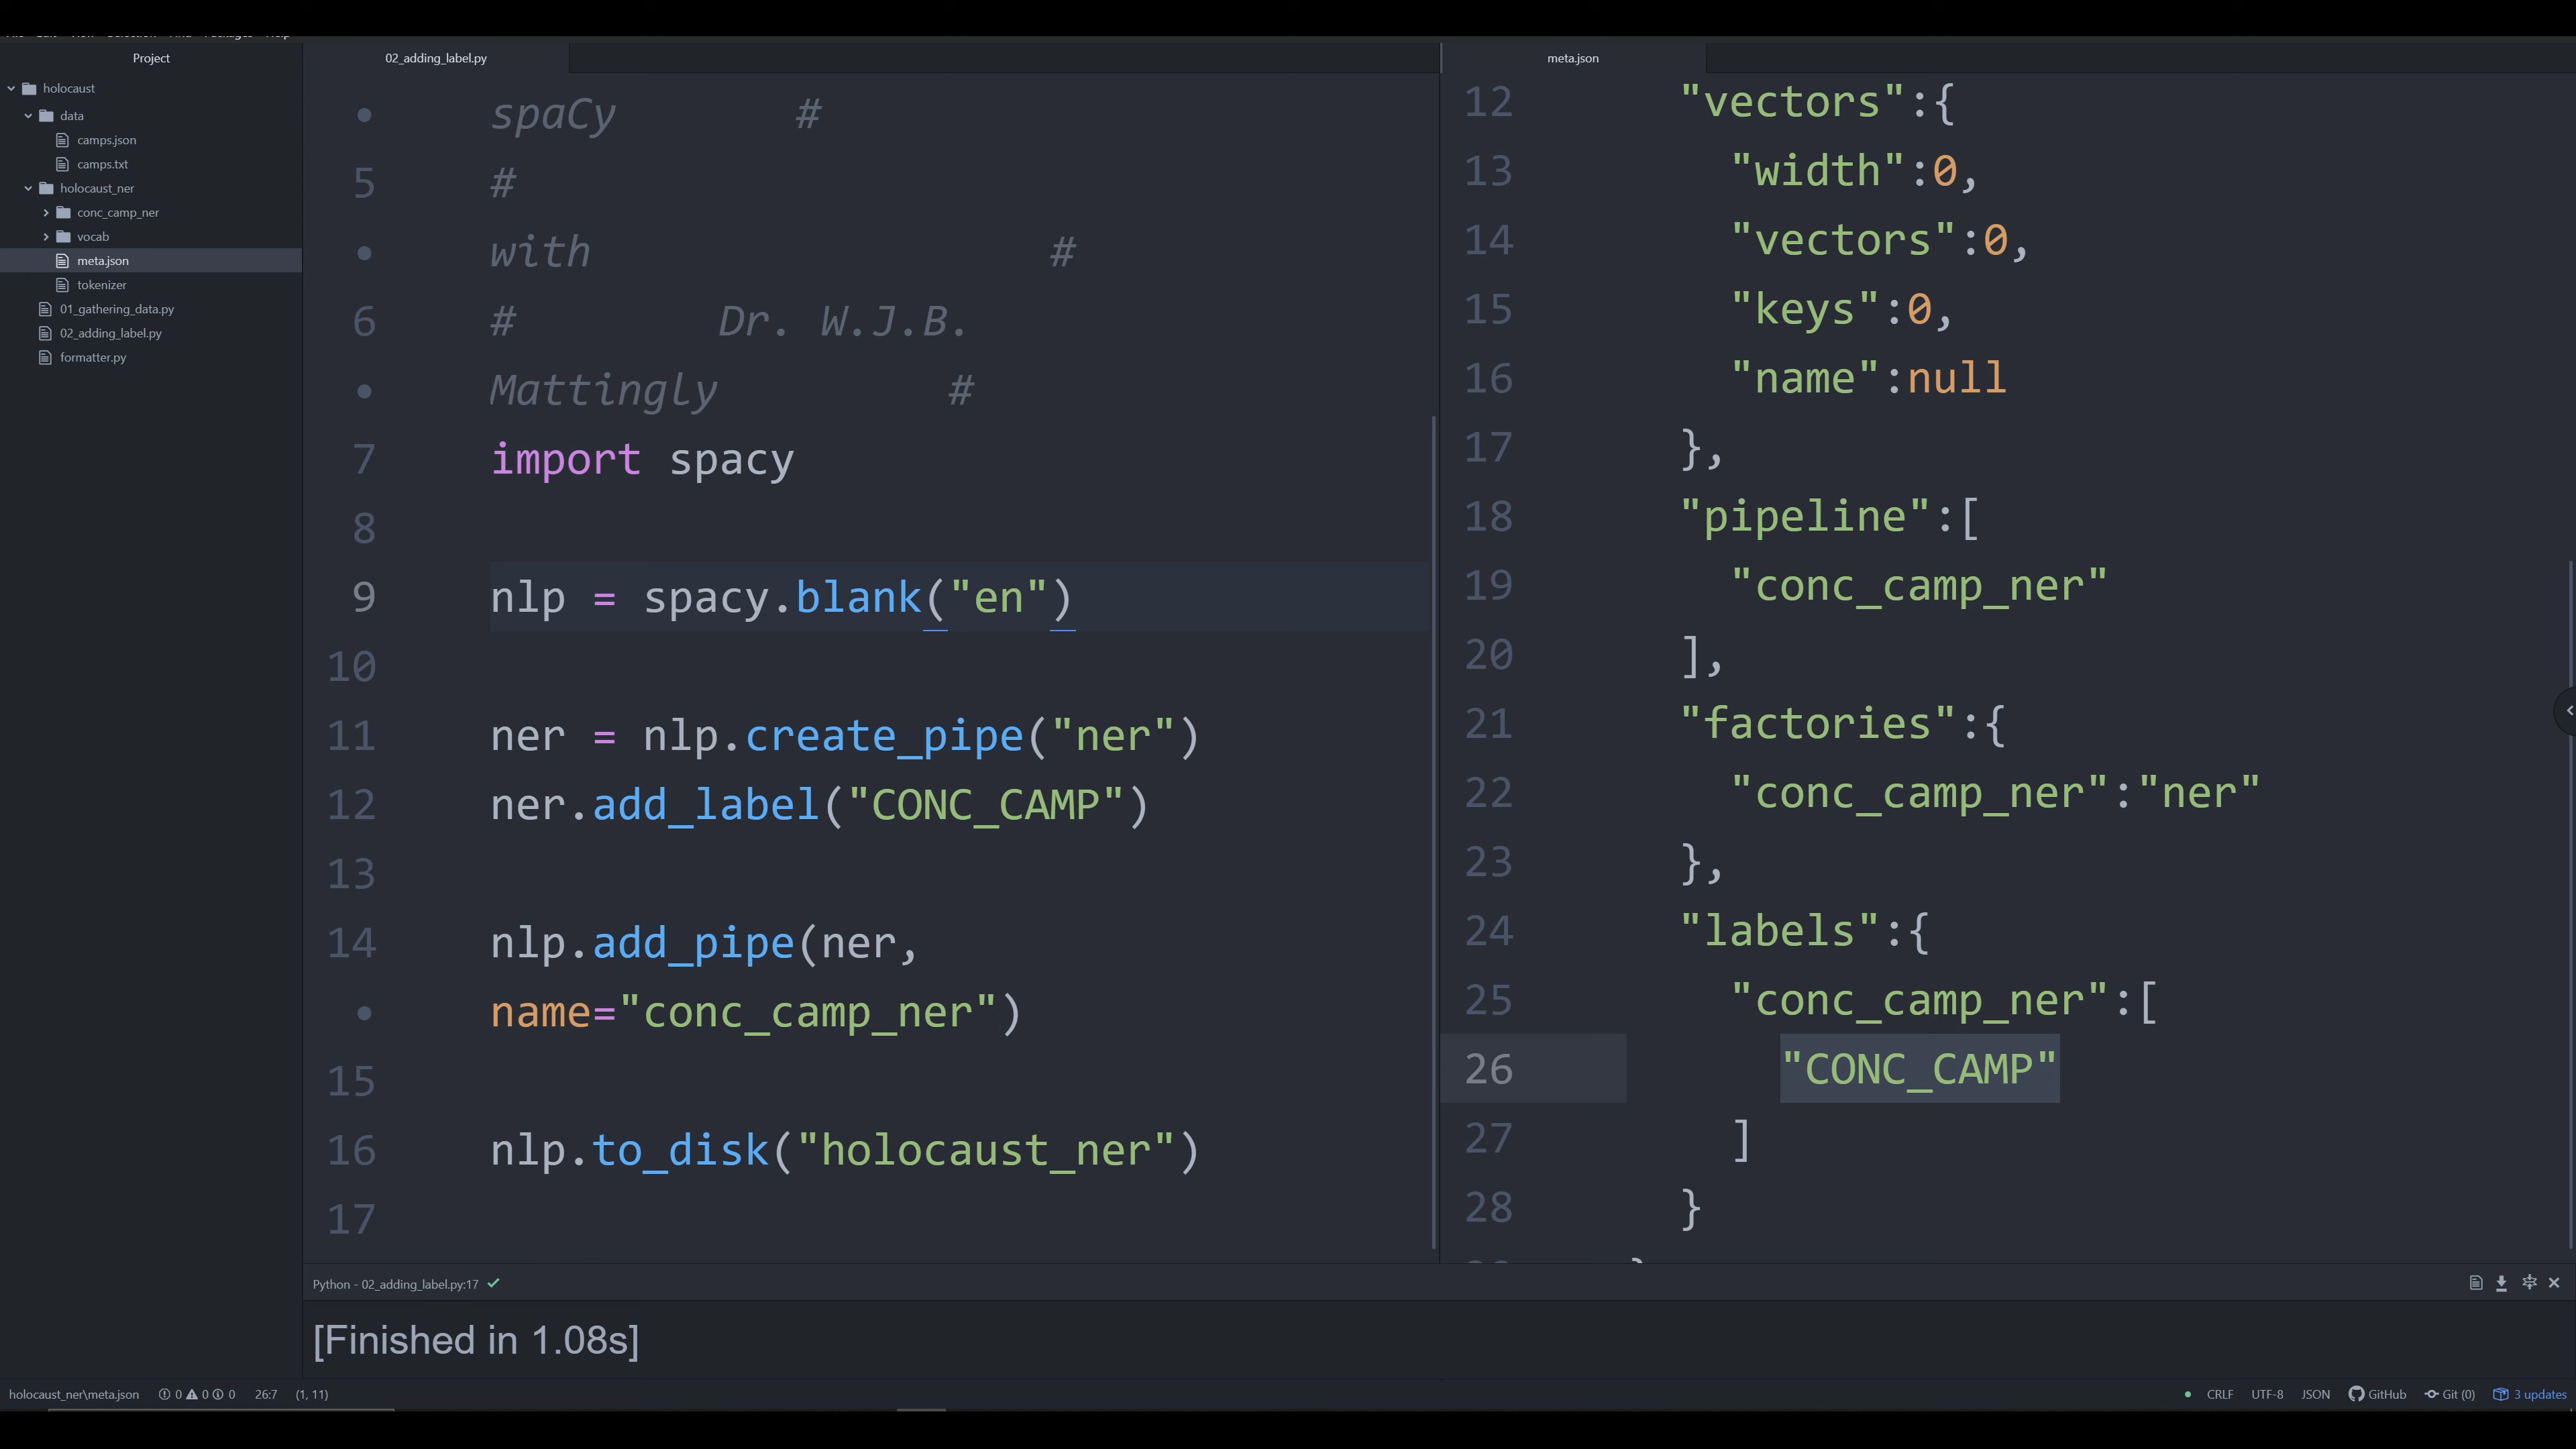 Project
holocaust
data
camps.json
camps.txt
holocaust_ner
conc_camp_ner
vocab
meta.json
tokenizer
01_gathering_data.py
02_adding_label.py
formatter.py
02_adding_label.py
spaCy #
5 #
with #
6 # Dr. W.J.B.
Mattingly #
7 import spacy
8
9 nlp = spacy.blank("en")
10
11 ner = nlp.create_pipe("ner")
12 ner.add_label("CONC_CAMP")
13
14 nlp.add_pipe(ner,
name="conc_camp_ner")
15
16 nlp.to_disk("holocaust_ner")
17
meta.json
12 "vectors":{
13 "width":0,
14 "vectors":0,
15 "keys":0,
16 "name":null
17 },
18 "pipeline":[
19 "conc_camp_ner"
20 ],
21 "factories":{
22 "conc_camp_ner":"ner"
23 },
24 "labels":{
25 "conc_camp_ner":[
26 "CONC_CAMP"
27 ]
28 }
Python - 02_adding_label.py:17
[Finished in 1.08s]
holocaust_ner\meta.json 0 0 0 26:7 (1, 11) CRLF UTF-8 JSON GitHub Git (0) 3 updates